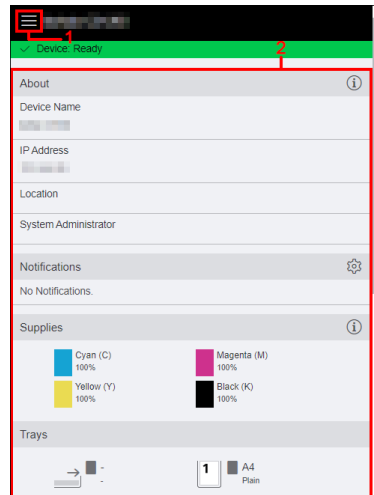 1
Device: Ready
2
About
Device Name
IP Address
Location
System Administrator
Notifications
No Notifications.
Supplies
Cyan (C)
100%
Magenta (M)
100%
Yellow (Y)
100%
Black (K)
100%
Trays
-
-
1
A4
Plain